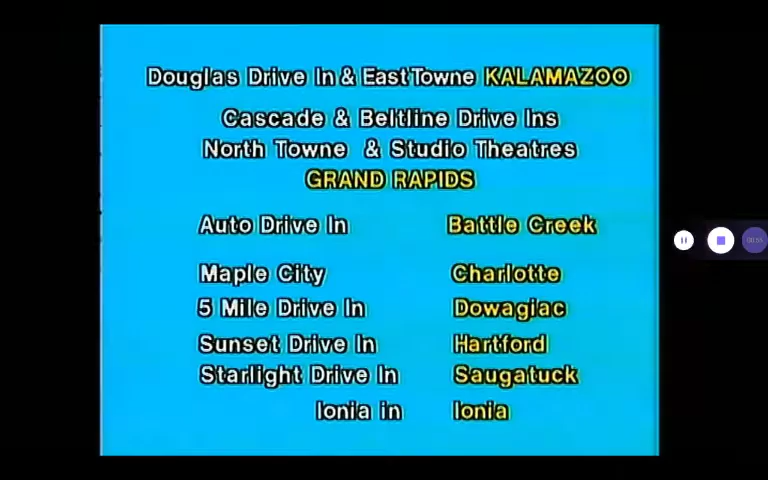 Douglas Drive In & East Towne KALAMAZOO
Cascade & Beltline Drive Ins
North Towne & Studio Theatres
GRAND RAPIDS
Auto Drive In Battle Creek
Maple City Charlotte
5 Mile Drive In Dowagiac
Sunset Drive In Hartford
Starlight Drive In Saugatuck
Ionia in Ionia